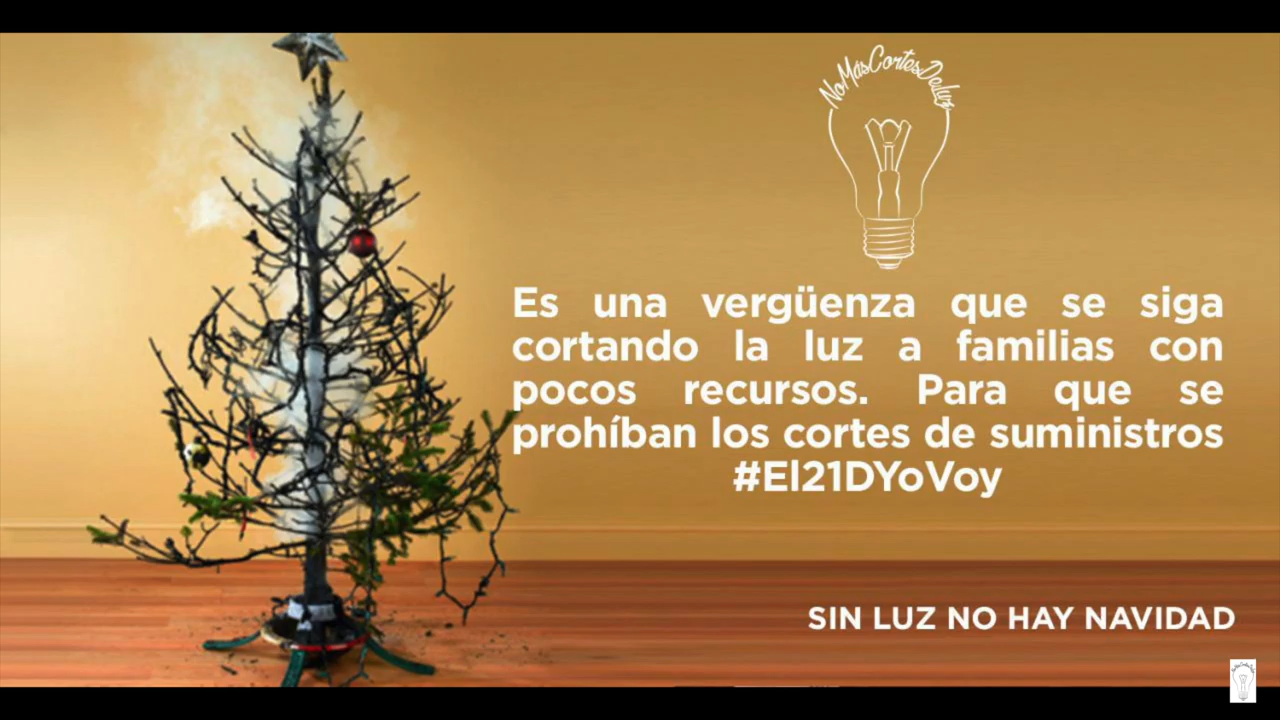 NoMásCortesDeLuz
Es una vergüenza que se siga
cortando la luz a familias con
pocos recursos. Para que se
prohíban los cortes de suministros
#El21DYoVoy
SIN LUZ NO HAY NAVIDAD